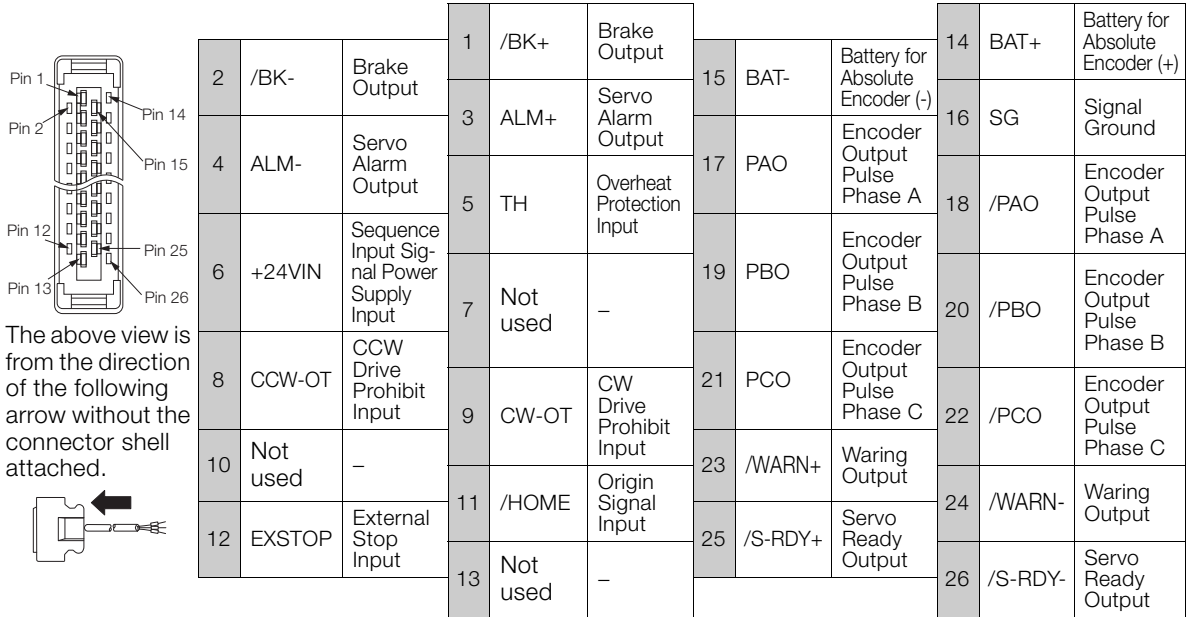 Pin 1
Pin 2
Pin 14
Pin 15
Pin 12
Pin 13
Pin 25
Pin 26
The above view is
from the direction
of the following
arrow without the
connector shell
attached.
2 /BK- Brake
Output
4 ALM- Servo
Alarm
Output
6 +24VIN Sequence
Input Sig-
nal Power
Supply
Input
8 CCW-OT CCW
Drive
Prohibit
Input
10 Not
used –
12 EXSTOP External
Stop
Input
1 /BK+ Brake
Output
3 ALM+ Servo
Alarm
Output
5 TH Overheat
Protection
Input
7 Not
used –
9 CW-OT CW
Drive
Prohibit
Input
11 /HOME Origin
Signal
Input
13 Not
used –
15 BAT- Battery for
Absolute
Encoder (-)
17 PAO Encoder
Output
Pulse
Phase A
19 PBO Encoder
Output
Pulse
Phase B
21 PCO Encoder
Output
Pulse
Phase C
23 /WARN+ Waring
Output
25 /S-RDY+ Servo
Ready
Output
14 BAT+ Battery for
Absolute
Encoder (+)
16 SG Signal
Ground
18 /PAO Encoder
Output
Pulse
Phase A
20 /PBO Encoder
Output
Pulse
Phase B
22 /PCO Encoder
Output
Pulse
Phase C
24 /WARN- Waring
Output
26 /S-RDY- Servo
Ready
Output